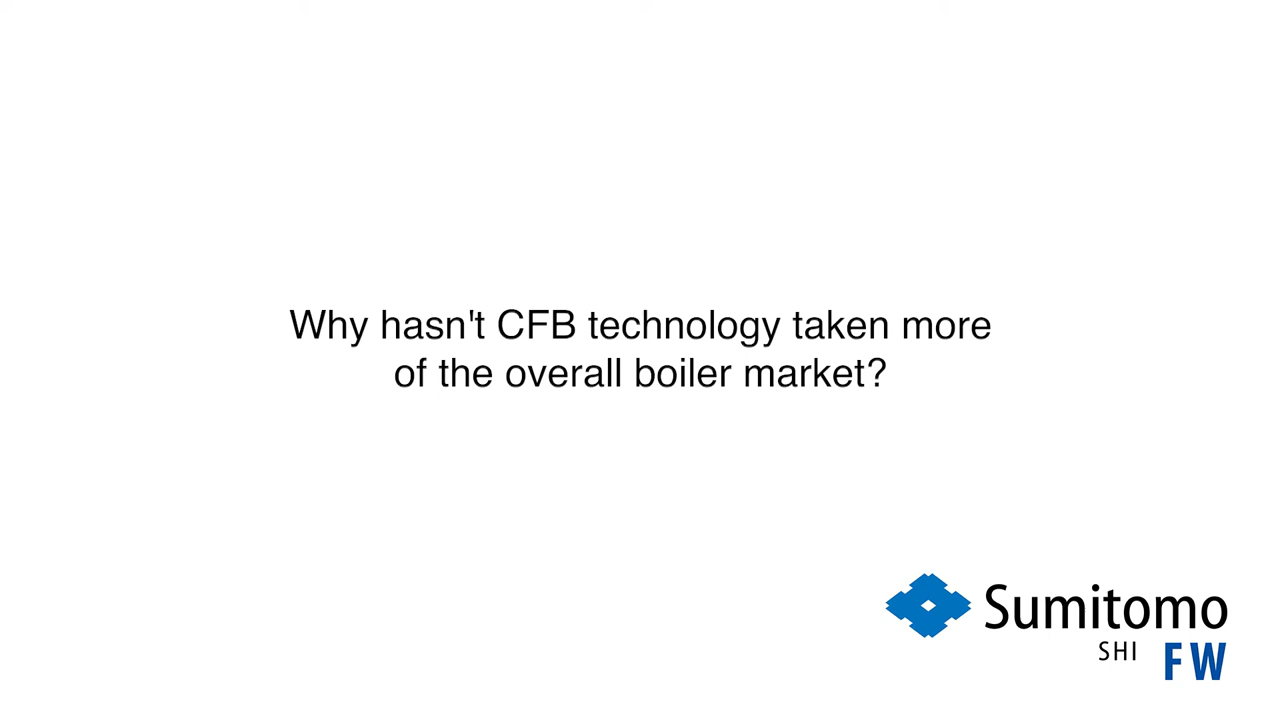 Why hasn't CFB technology taken more
of the overall boiler market?
Sumitomo
SHI FW